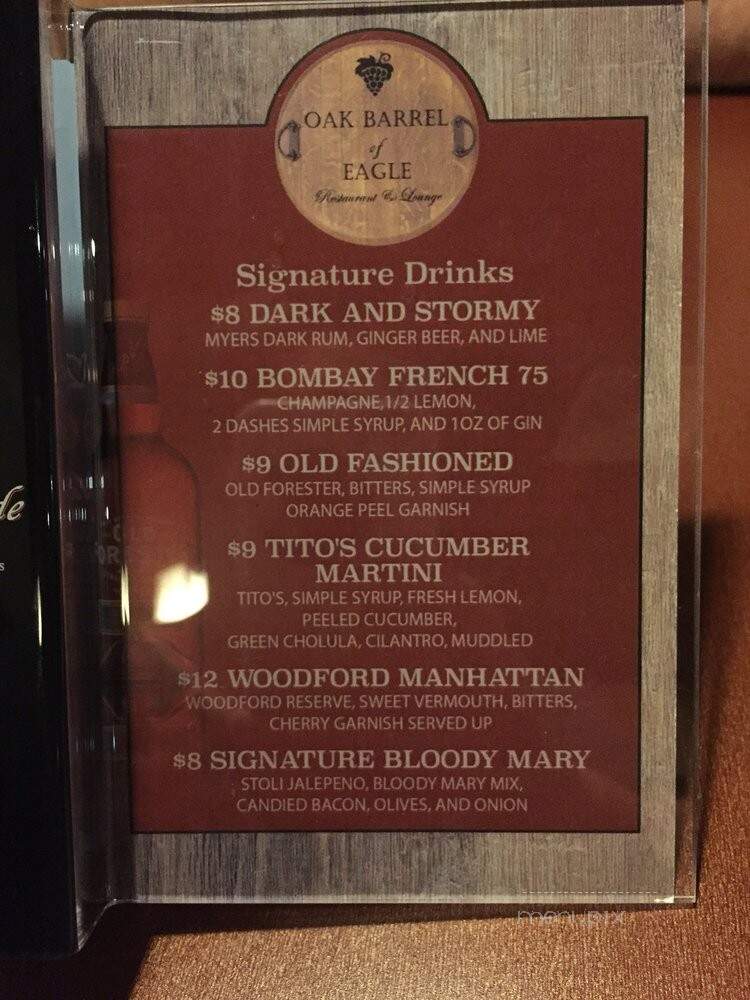 OAK BARREL
of
EAGLE
Restaurant & Lounge
Signature Drinks
$8 DARK AND STORMY
MYERS DARK RUM, GINGER BEER, AND LIME
$10 BOMBAY FRENCH 75
CHAMPAGNE, 1/2 LEMON,
2 DASHES SIMPLE SYRUP, AND 1OZ OF GIN
$9 OLD FASHIONED
OLD FORESTER, BITTERS, SIMPLE SYRUP
ORANGE PEEL GARNISH
$9 TITO'S CUCUMBER
MARTINI
TITO'S, SIMPLE SYRUP, FRESH LEMON,
PEELED CUCUMBER,
GREEN CHOLULA, CILANTRO, MUDDLED
$12 WOODFORD MANHATTAN
WOODFORD RESERVE, SWEET VERMOUTH, BITTERS,
CHERRY GARNISH SERVED UP
$8 SIGNATURE BLOODY MARY
STOLI JALEPENO, BLOODY MARY MIX,
CANDIED BACON, OLIVES, AND ONION
menupix